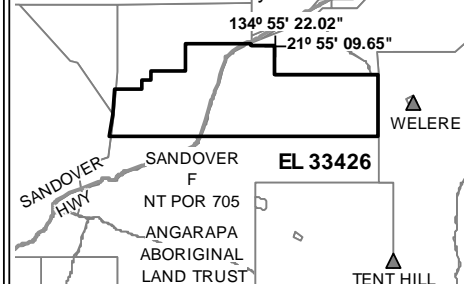 134º 55' 22.02"
21º 55' 09.65"
WELERE
SANDOVER
HWY
SANDOVER
F
NT POR 705
EL 33426
ANGARAPA
ABORIGINAL
LAND TRUST
TENT HILL